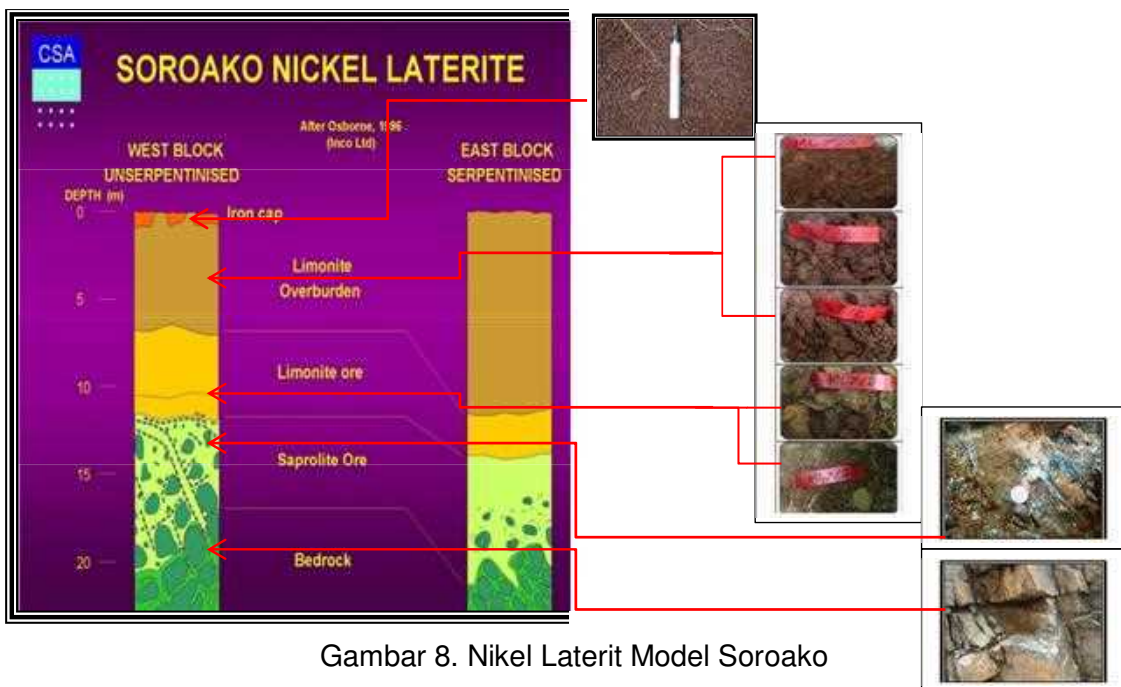 CSA
SOROAKO NICKEL LATERITE
After Osborne, 1996
(Inco Ltd)
WEST BLOCK
UNSERPENTINISED
EAST BLOCK
SERPENTINISED
DEPTH (m)
0
Iron cap
Limonite
Overburden
5
10
Limonite ore
Saprolite Ore
15
Bedrock
20
Gambar 8. Nikel Laterit Model Soroako